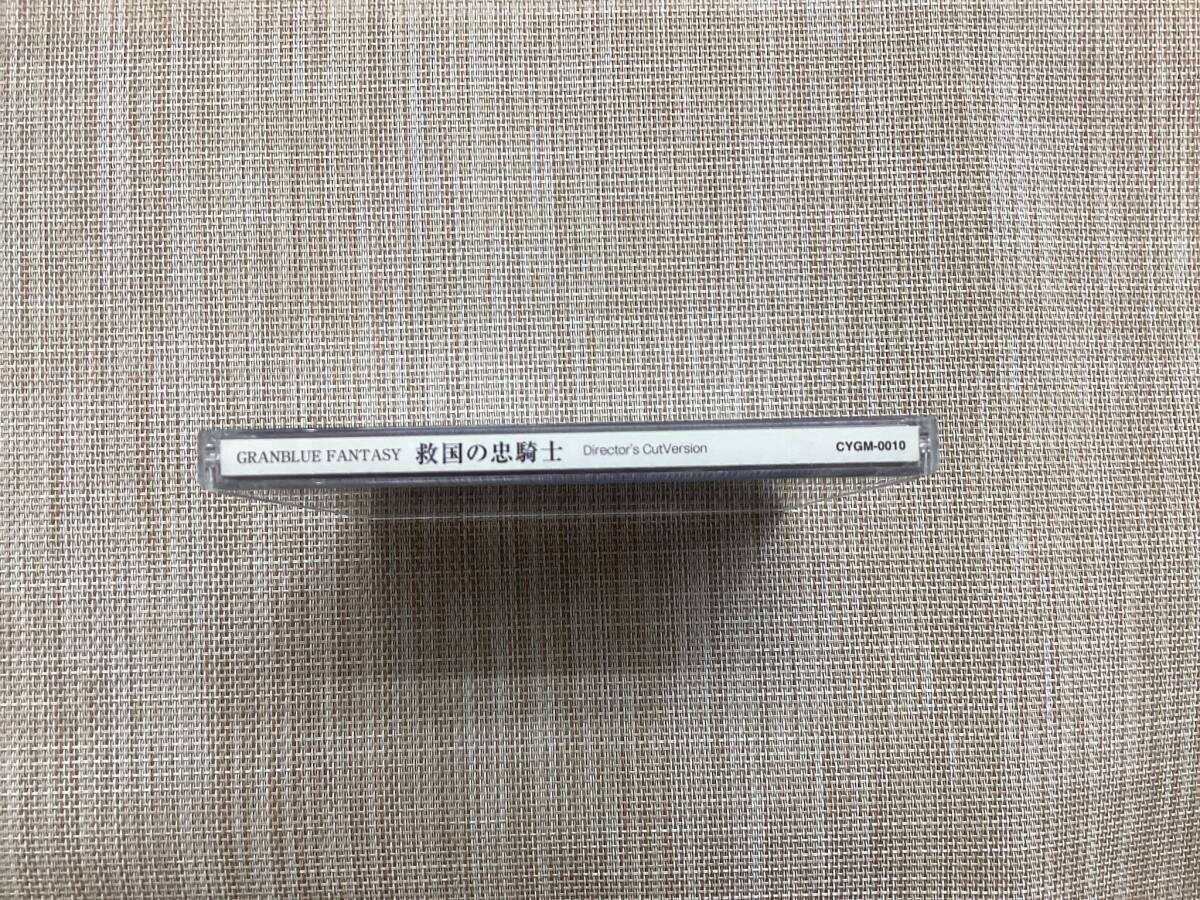 GRANBLUE FANTASY 救国の忠騎士 Director's CutVersion CYGM-0010